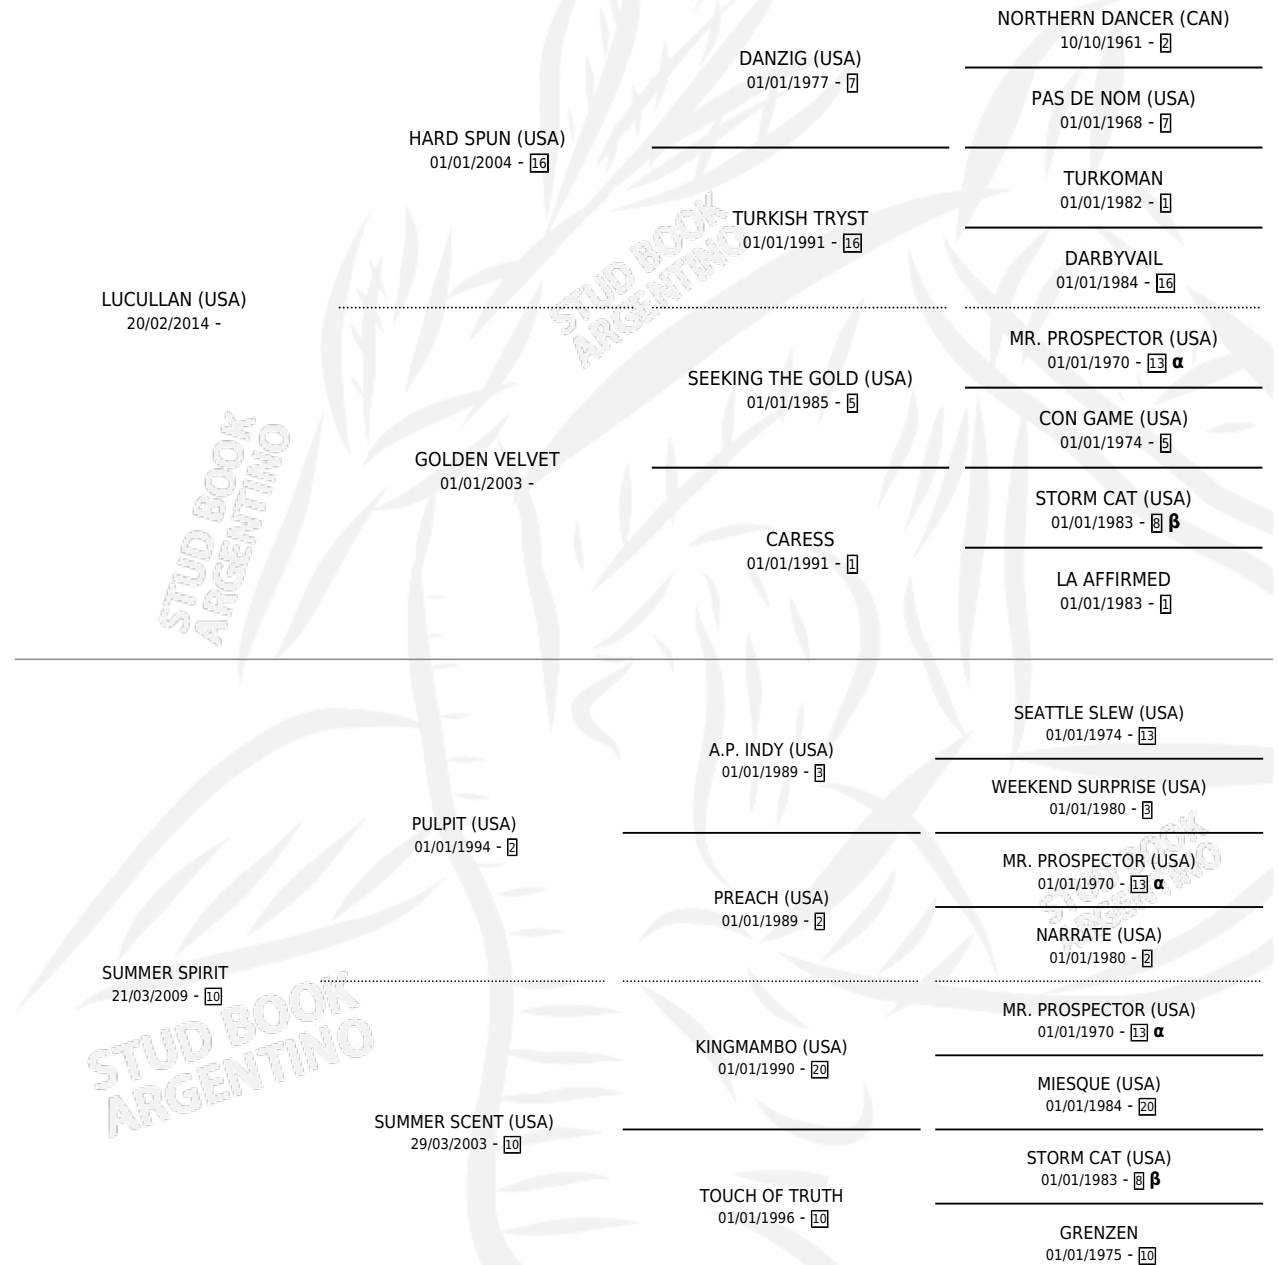 NORTHERN DANCER (CAN)
10/10/1961 - 2
DANZIG (USA)
01/01/1977 - 7
PAS DE NOM (USA)
01/01/1968 - 7
HARD SPUN (USA)
01/01/2004 - 16
TURKOMAN
01/01/1982 - 1
TURKISH TRYST
01/01/1991 - 16
DARBYVAIL
01/01/1984 - 16
LUCULLAN (USA)
20/02/2014 -
MR. PROSPECTOR (USA)
01/01/1970 - 13 α
SEEKING THE GOLD (USA)
01/01/1985 - 5
CON GAME (USA)
01/01/1974 - 5
GOLDEN VELVET
01/01/2003 -
STORM CAT (USA)
01/01/1983 - 8 β
CARESS
01/01/1991 - 1
LA AFFIRMED
01/01/1983 - 1
SEATTLE SLEW (USA)
01/01/1974 - 13
A.P. INDY (USA)
01/01/1989 - 3
WEEKEND SURPRISE (USA)
01/01/1980 - 3
PULPIT (USA)
01/01/1994 - 2
MR. PROSPECTOR (USA)
01/01/1970 - 13 α
PREACH (USA)
01/01/1989 - 2
NARRATE (USA)
01/01/1980 - 2
SUMMER SPIRIT
21/03/2009 - 10
MR. PROSPECTOR (USA)
01/01/1970 - 13 α
KINGMAMBO (USA)
01/01/1990 - 20
MIESQUE (USA)
01/01/1984 - 20
SUMMER SCENT (USA)
29/03/2003 - 10
STORM CAT (USA)
01/01/1983 - 8 β
TOUCH OF TRUTH
01/01/1996 - 10
GRENZEN
01/01/1975 - 10
STUD BOOK
ARGENTINO
STUD BOOK
ARGENTINO
STUD BOOK
ARGENTINO
STUD BOOK
ARGENTINO